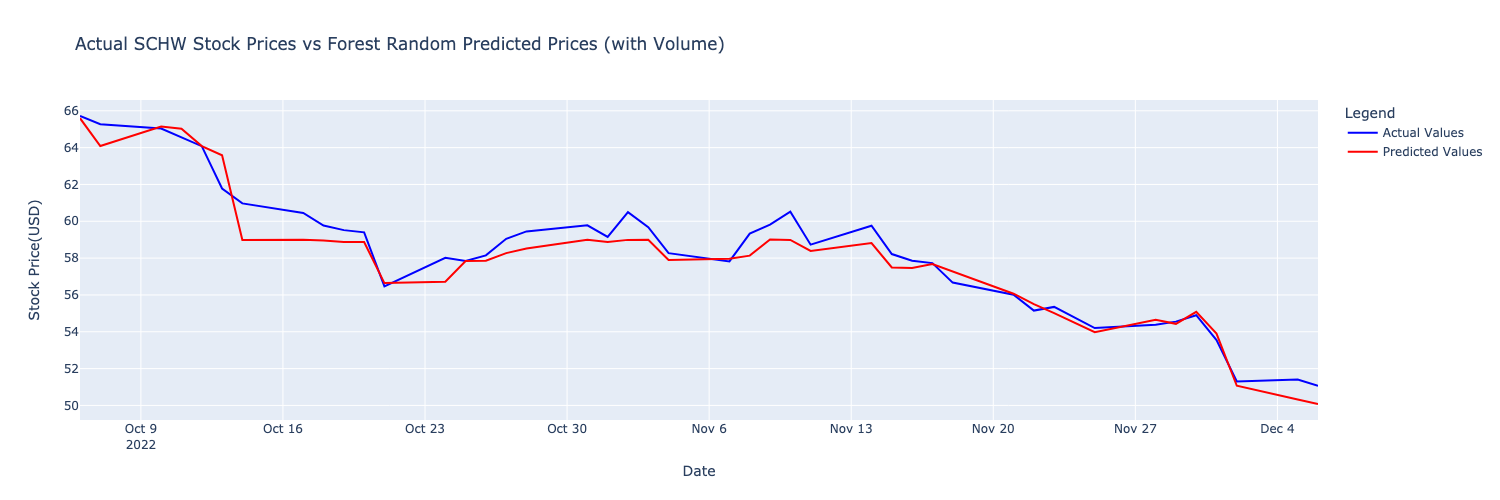 Actual SCHW Stock Prices vs Forest Random Predicted Prices (with Volume)
Legend
Actual Values
Predicted Values
Stock Price(USD)
66
64
62
60
58
56
54
52
50
Oct 9
2022
Oct 16
Oct 23
Oct 30
Nov 6
Nov 13
Nov 20
Nov 27
Dec 4
Date